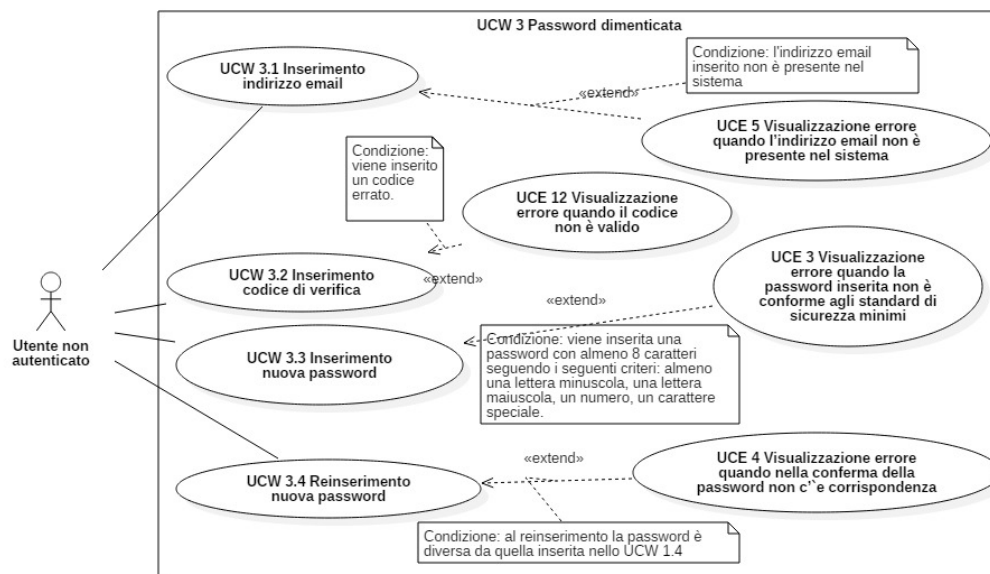 UCW 3 Password dimenticata
UCW 3.1 Inserimento
indirizzo email
Condizione: l'indirizzo email
inserito non è presente nel
sistema
«extend»
UCE 5 Visualizzazione errore
quando l'indirizzo email non è
presente nel sistema
Condizione:
viene inserito
un codice
errato.
UCE 12 Visualizzazione
errore quando il codice
non è valido
«extend»
UCW 3.2 Inserimento
codice di verifica
UCE 3 Visualizzazione
errore quando la
password inserita non è
conforme agli standard di
sicurezza minimi
«extend»
Utente non
autenticato
UCW 3.3 Inserimento
nuova password
Condizione: viene inserita una
password con almeno 8 caratteri
seguendo i seguenti criteri: almeno
una lettera minuscola, una lettera
maiuscola, un numero, un carattere
speciale.
«extend»
UCW 3.4 Reinserimento
nuova password
UCE 4 Visualizzazione errore
quando nella conferma della
password non c'`e corrispondenza
Condizione: al reinserimento la password è
diversa da quella inserita nello UCW 1.4